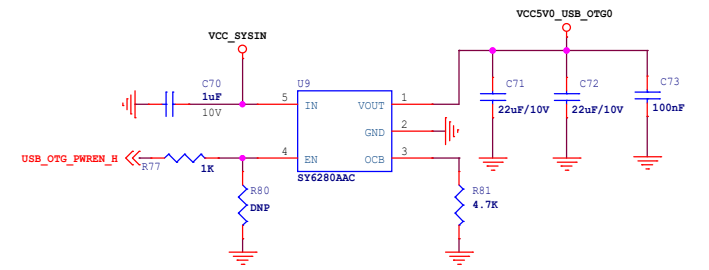 VCC5V0_USB_OTG0
VCC_SYSIN
C70
1uF
10V
U9
5
IN
VOUT
1
GND
2
4
EN
OCB
3
SY6280AAC
C71
22uF/10V
C72
22uF/10V
C73
100nF
USB_OTG_PWREN_H
R77
1K
R80
DNP
R81
4.7K